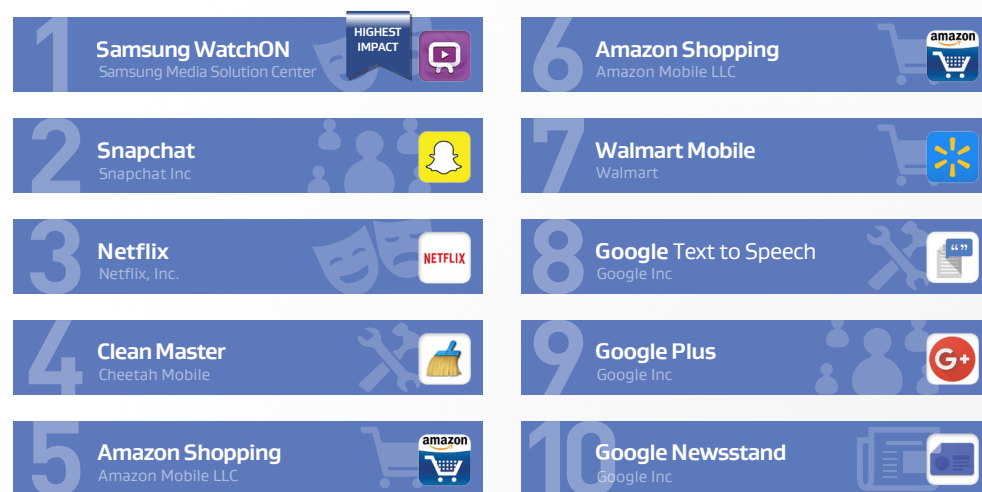 1
Samsung WatchON
Samsung Media Solution Center
HIGHEST
IMPACT
2
Snapchat
Snapchat Inc
3
Netflix
Netflix, Inc.
NETFLIX
4
Clean Master
Cheetah Mobile
5
Amazon Shopping
Amazon Mobile LLC
amazon
6
Amazon Shopping
Amazon Mobile LLC
amazon
7
Walmart Mobile
Walmart
8
Google Text to Speech
Google Inc
“ ”
9
Google Plus
Google Inc
G+
10
Google Newsstand
Google Inc